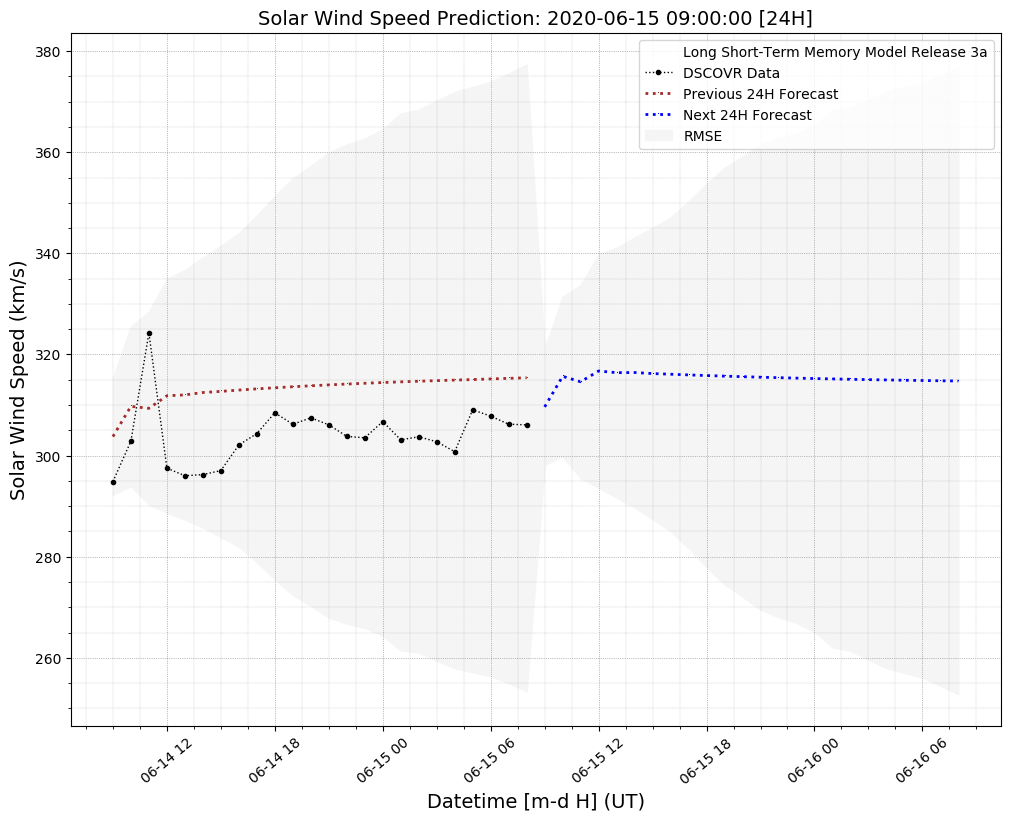 Solar Wind Speed Prediction: 2020-06-15 09:00:00 [24H]
Long Short-Term Memory Model Release 3a
DSCOVR Data
Previous 24H Forecast
Next 24H Forecast
RMSE
Solar Wind Speed (km/s)
380
360
340
320
300
280
260
06-14 12
06-14 18
06-15 00
06-15 06
06-15 12
06-15 18
06-16 00
06-16 06
Datetime [m-d H] (UT)